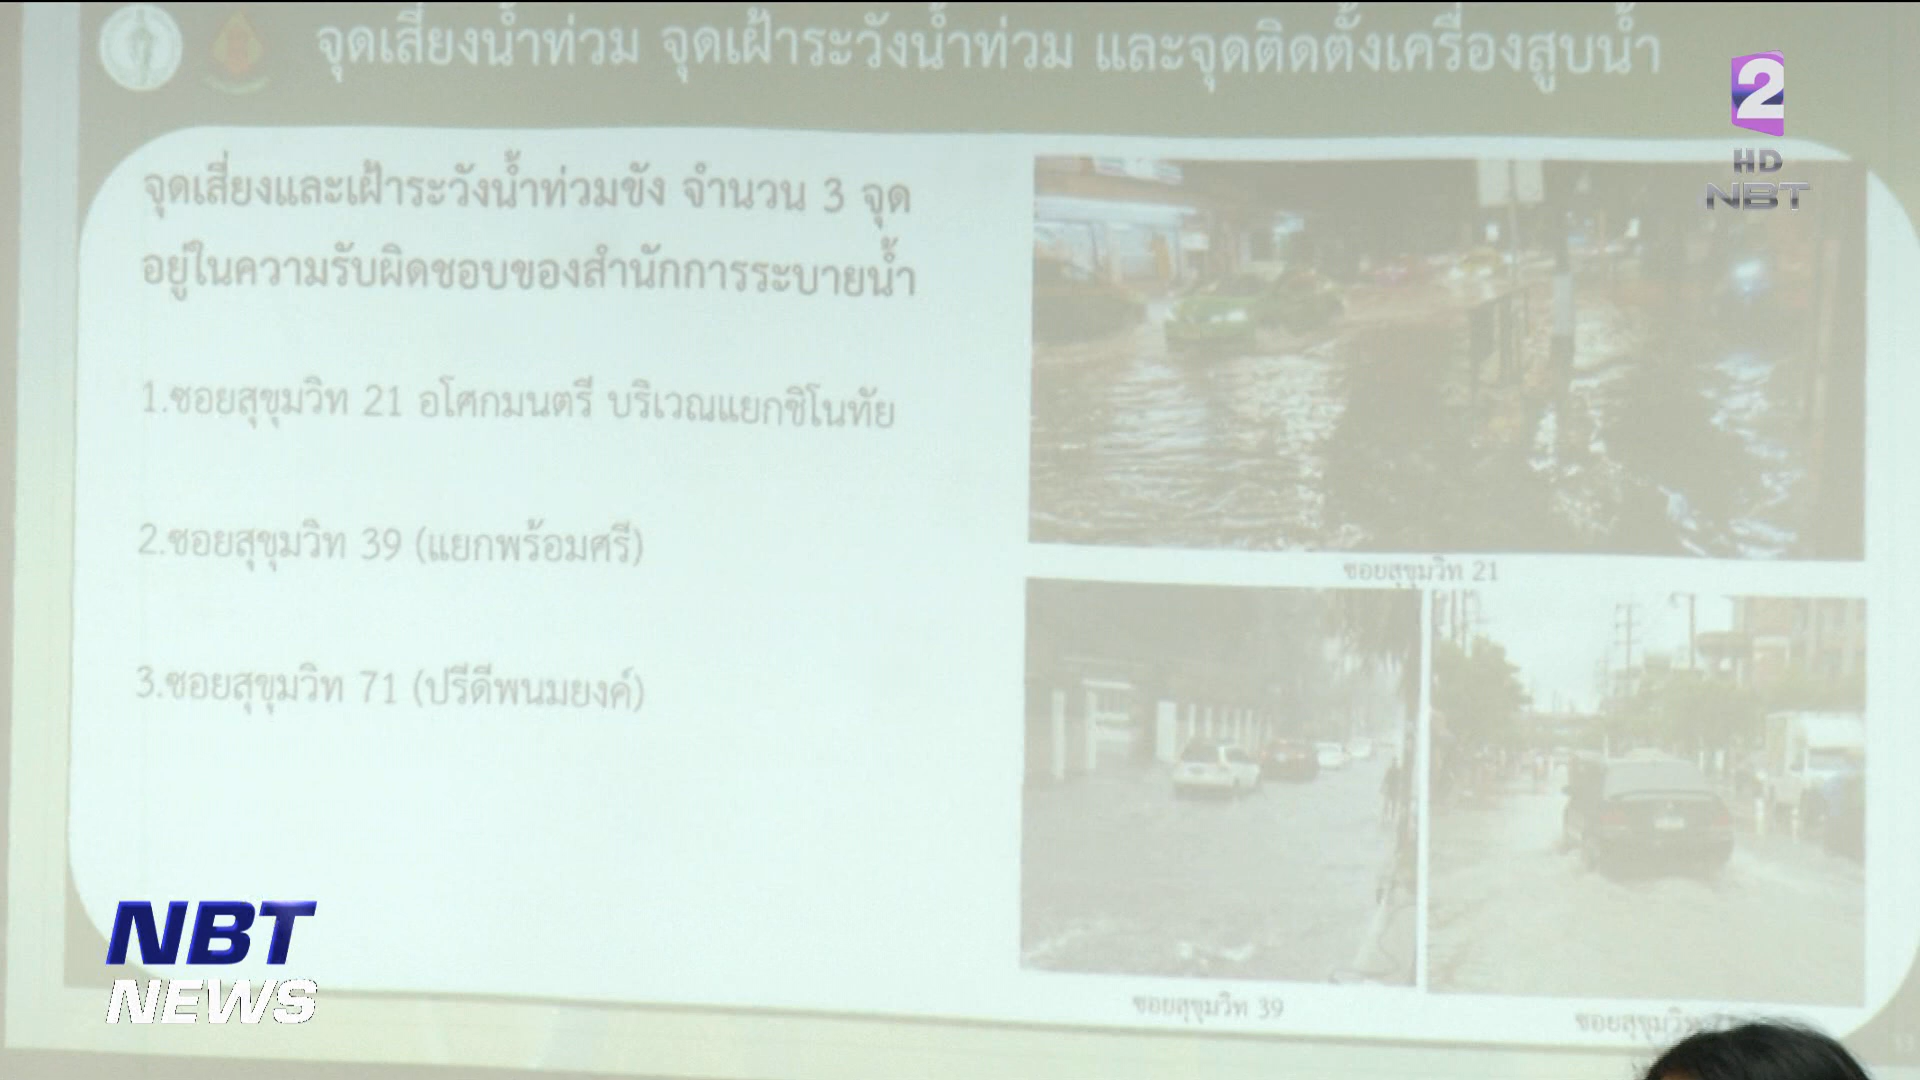 จุดเสี่ยงน้ำท่วม จุดเฝ้าระวังน้ำท่วม และจุดติดตั้งเครื่องสูบน้ำ
2
HD
NBT
จุดเสี่ยงและเฝ้าระวังน้ำท่วมขัง จำนวน 3 จุด
อยู่ในความรับผิดชอบของสำนักการระบายน้ำ
1.ซอยสุขุมวิท 21 อโศกมนตรี บริเวณแยกชิโนทัย
2.ซอยสุขุมวิท 39 (แยกพร้อมศรี)
3.ซอยสุขุมวิท 71 (ปรีดีพนมยงค์)
ซอยสุขุมวิท 21
ซอยสุขุมวิท 39
ซอยสุขุมวิท
NBT
NEWS